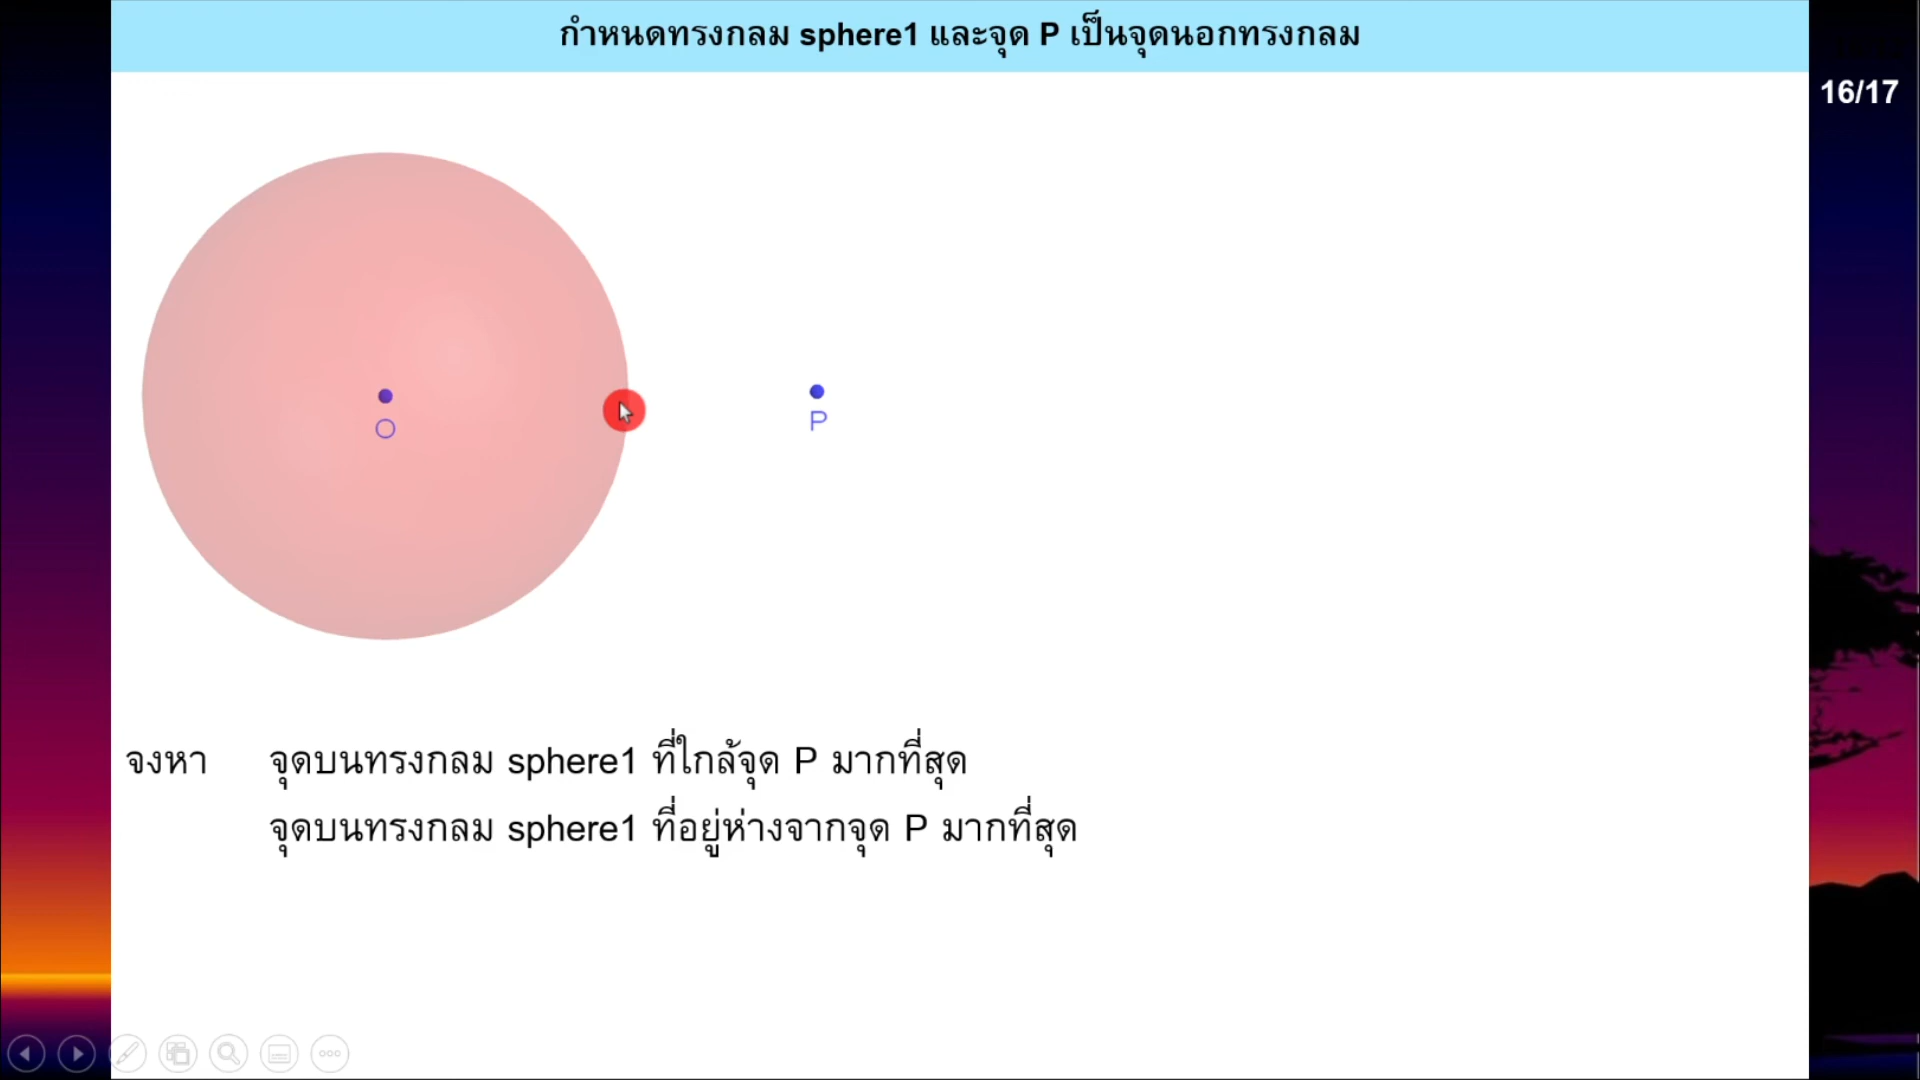 กำหนดทรงกลม sphere1 และจุด P เป็นจุดนอกทรงกลม
16/17
O
P
จงหา จุดบนทรงกลม sphere1 ที่ใกล้จุด P มากที่สุด
จุดบนทรงกลม sphere1 ที่อยู่ห่างจากจุด P มากที่สุด